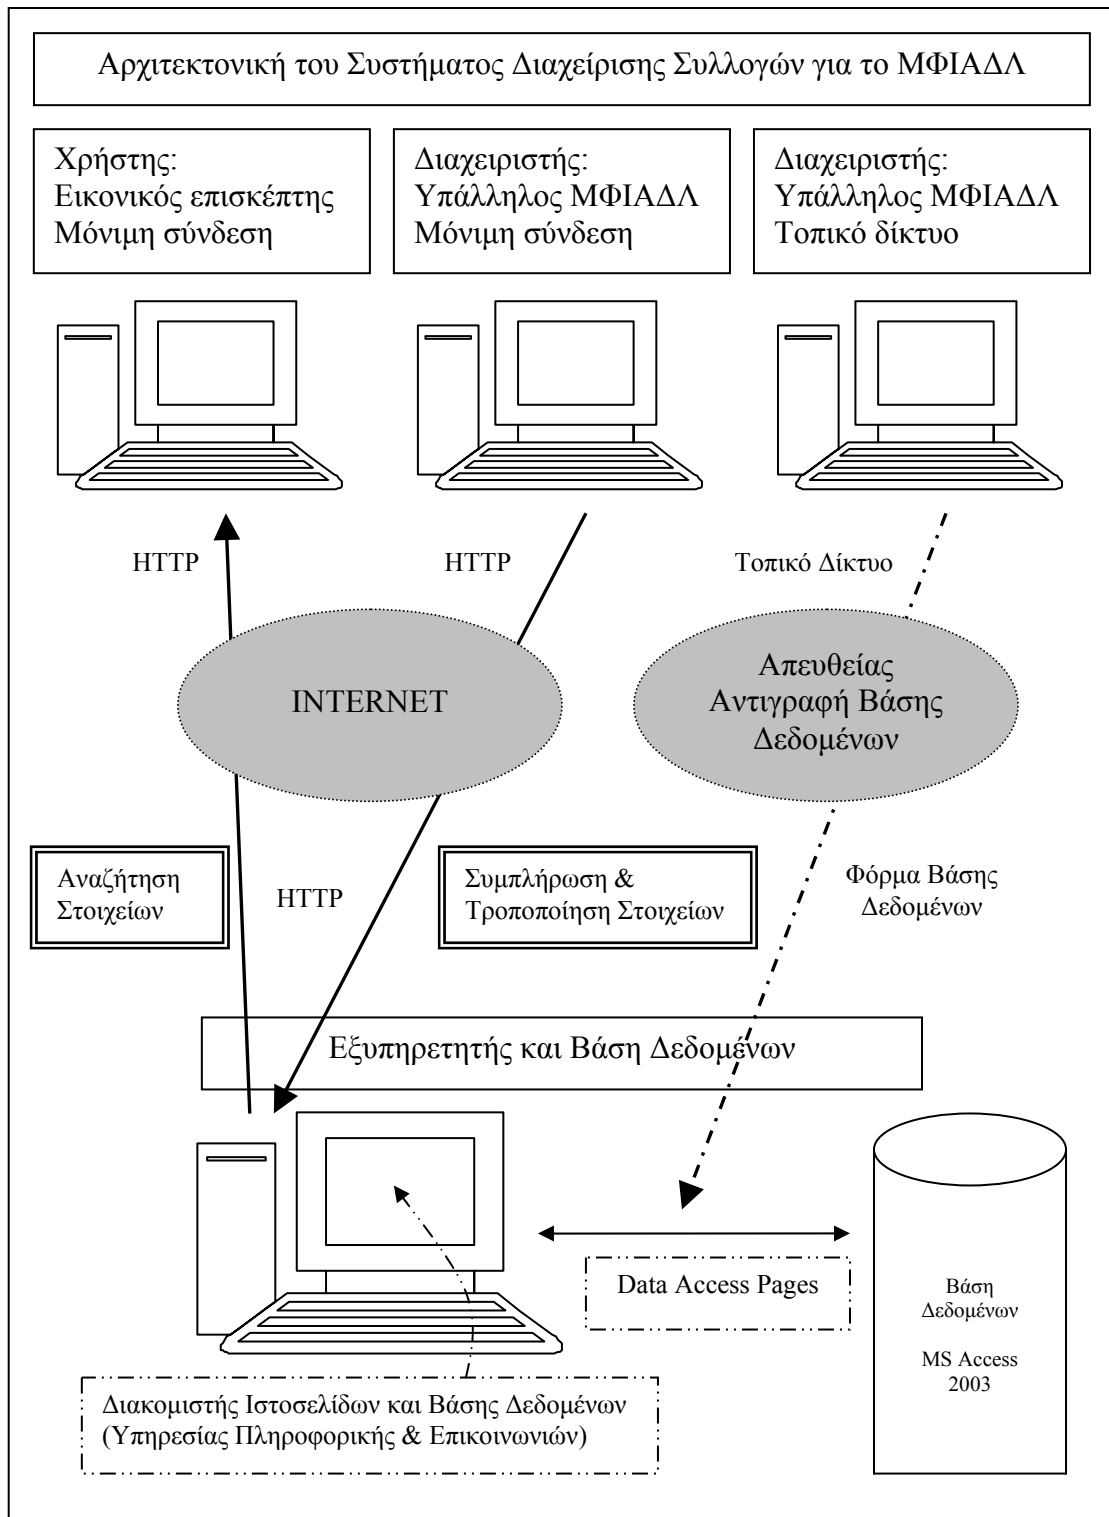 Αρχιτεκτονική του Συστήματος Διαχείρισης Συλλογών για το ΜΦΙΑΔΛ
Χρήστης:
Εικονικός επισκέπτης
Μόνιμη σύνδεση
Διαχειριστής:
Υπάλληλος ΜΦΙΑΔΛ
Μόνιμη σύνδεση
Διαχειριστής:
Υπάλληλος ΜΦΙΑΔΛ
Τοπικό δίκτυο
HTTP
HTTP
Τοπικό Δίκτυο
INTERNET
Απευθείας
Αντιγραφή Βάσης
Δεδομένων
Αναζήτηση
Στοιχείων
HTTP
Συμπλήρωση &
Τροποποίηση Στοιχείων
Φόρμα Βάσης
Δεδομένων
Εξυπηρετητής και Βάση Δεδομένων
Data Access Pages
Βάση
Δεδομένων
MS Access
2003
Διακομιστής Ιστοσελίδων και Βάσης Δεδομένων
(Υπηρεσίας Πληροφορικής & Επικοινωνιών)